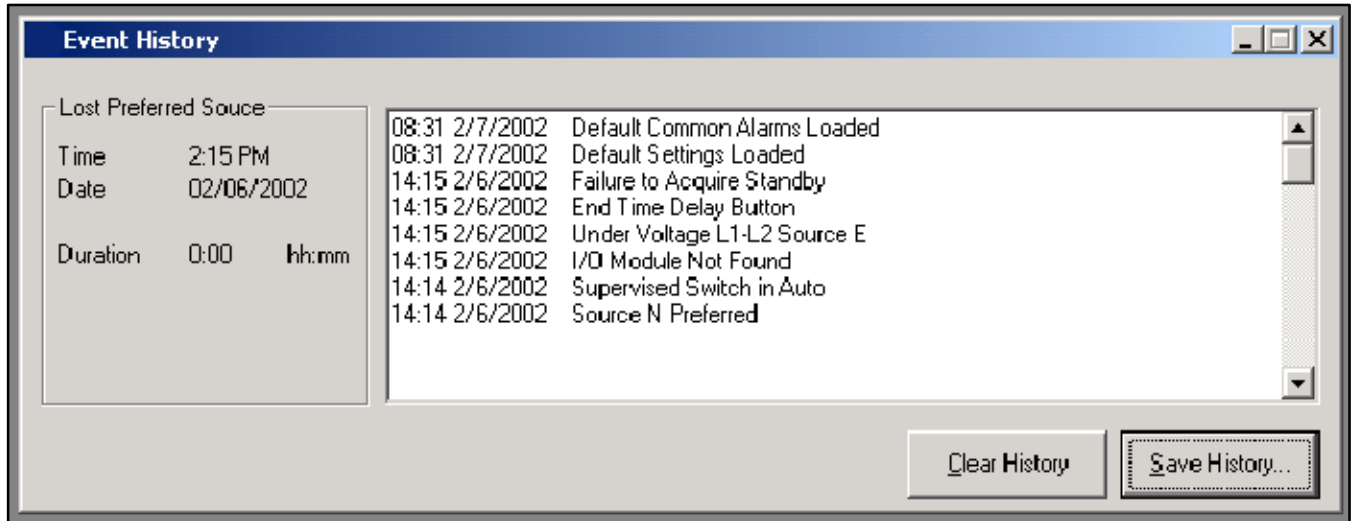 Event History
Lost Preferred Souce
Time 2:15 PM
Date 02/06/2002
Duration 0:00 hh:mm
08:31 2/7/2002 Default Common Alarms Loaded
08:31 2/7/2002 Default Settings Loaded
14:15 2/6/2002 Failure to Acquire Standby
14:15 2/6/2002 End Time Delay Button
14:15 2/6/2002 Under Voltage L1-L2 Source E
14:15 2/6/2002 I/O Module Not Found
14:14 2/6/2002 Supervised Switch in Auto
14:14 2/6/2002 Source N Preferred
Clear History
Save History...